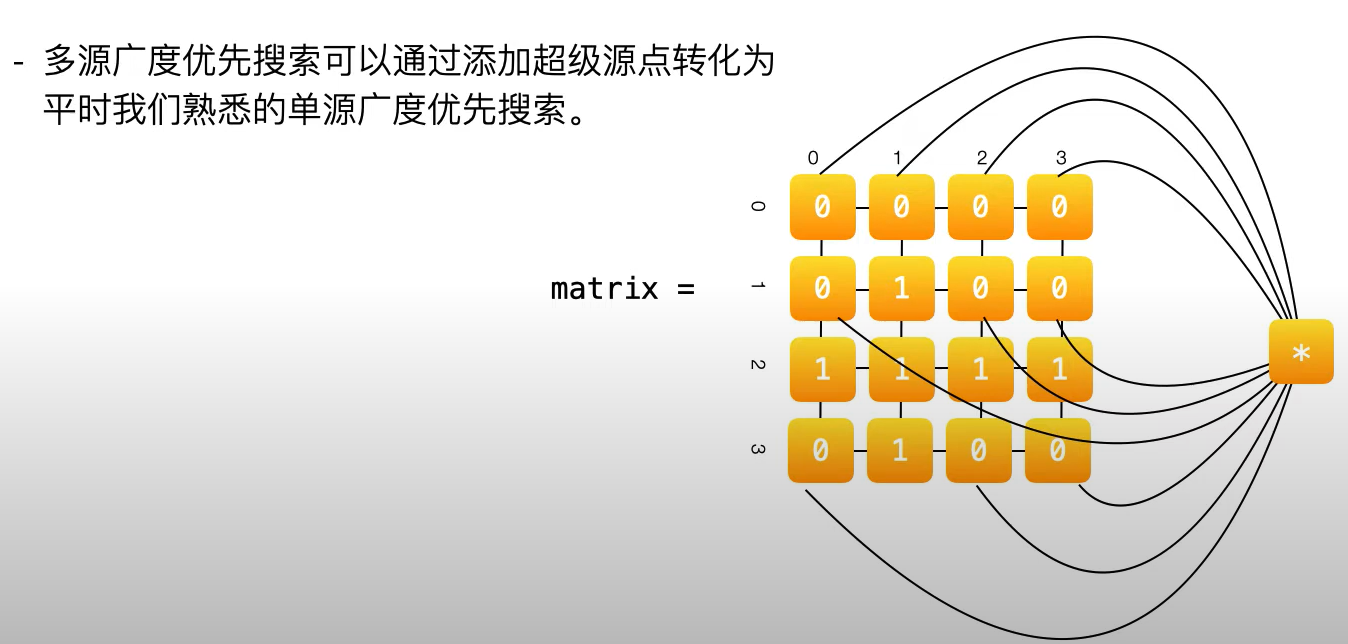 - 多源广度优先搜索可以通过添加超级源点转化为
平时我们熟悉的单源广度优先搜索。
0 1 2 3
0 0 0 0 0
matrix =
1 0 1 0 0
*
2 1 1 1 1
3 0 1 0 0